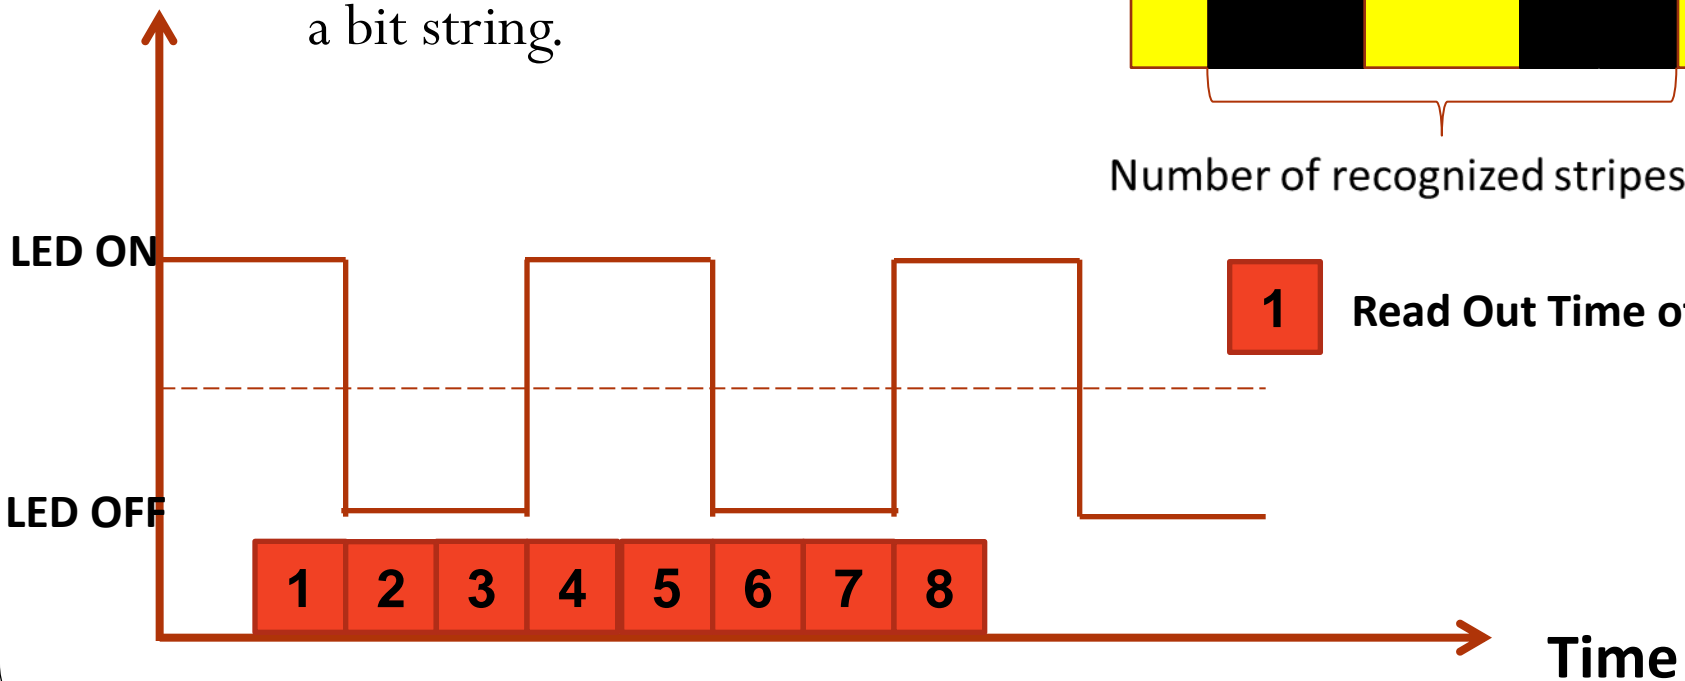 a bit string.
Number of recognized stripes
LED ON
1 Read Out Time of
LED OFF
1 2 3 4 5 6 7 8
Time